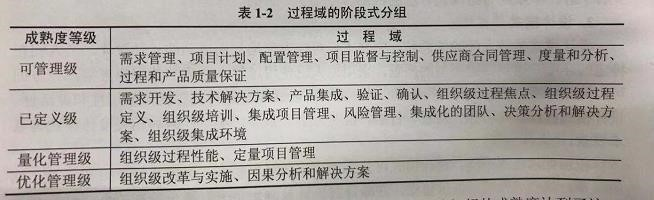 表 1-2 过程域的阶段式分组
成熟度等级 过 程 域
可管理级 需求管理、项目计划、配置管理、项目监督与控制、供应商合同管理、度量和分析、
过程和产品质量保证
已定义级 需求开发、技术解决方案、产品集成、验证、确认、组织级过程焦点、组织级过程
定义、组织级培训、集成项目管理、风险管理、集成化的团队、决策分析和解决方
案、组织级集成环境
量化管理级 组织级过程性能、定量项目管理
优化管理级 组织级改革与实施、因果分析和解决方案